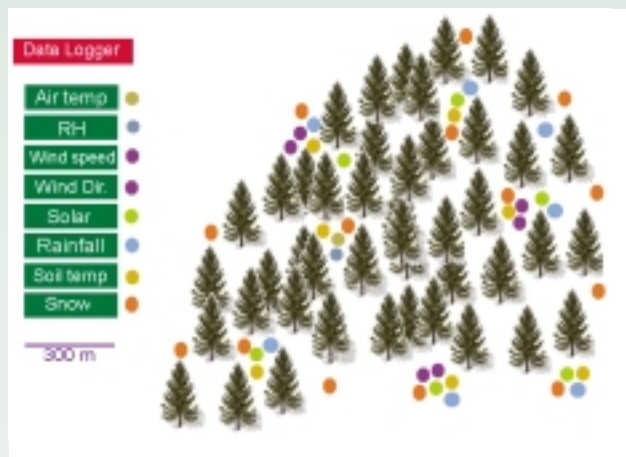 Data Logger
Air temp
RH
Wind speed
Wind Dir.
Solar
Rainfall
Soil temp
Snow
300 m